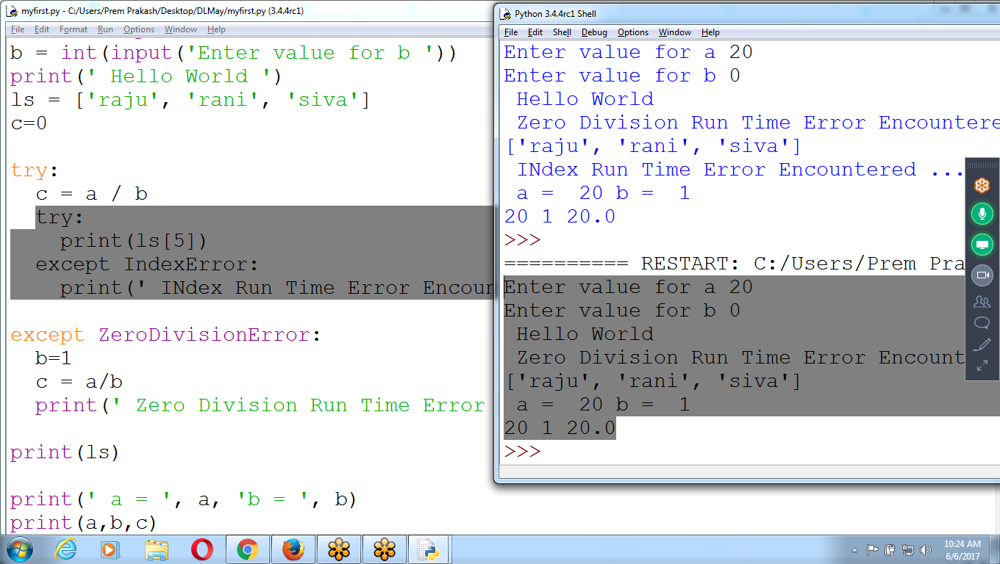 myfirst.py - C:/Users/Prem Prakash/Desktop/DLMay/myfirst.py (3.4.4rc1)
File Edit Format Run Options Window Help
b = int(input('Enter value for b '))
print(' Hello World ')
ls = ['raju', 'rani', 'siva']
c=0
try:
c = a / b
try:
print(ls[5])
except IndexError:
print(' INdex Run Time Error Encoun
except ZeroDivisionError:
b=1
c = a/b
print(' Zero Division Run Time Error
print(ls)
print(' a = ', a, 'b = ', b)
print(a,b,c)
Python 3.4.4rc1 Shell
File Edit Shell Debug Options Window Help
Enter value for a 20
Enter value for b 0
Hello World
Zero Division Run Time Error Encountere
['raju', 'rani', 'siva']
INdex Run Time Error Encountered ...
a =  20 b =  1
20 1 20.0
>>>
========== RESTART: C:/Users/Prem Pra
Enter value for a 20
Enter value for b 0
Hello World
Zero Division Run Time Error Encount
['raju', 'rani', 'siva']
a =  20 b =  1
20 1 20.0
>>>
10:24 AM
6/6/2017